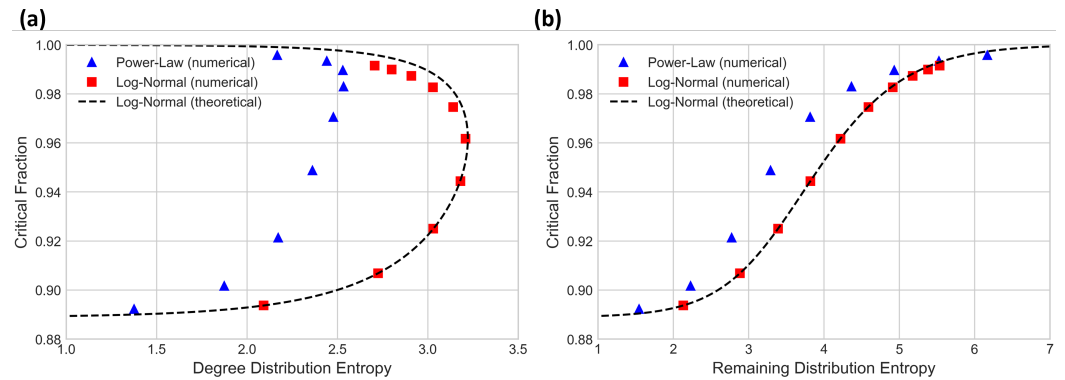 (a)
Critical Fraction
1.00
0.98
0.96
0.94
0.92
0.90
0.88
Power-Law (numerical)
Log-Normal (numerical)
Log-Normal (theoretical)
1.0
1.5
2.0
2.5
3.0
3.5
Degree Distribution Entropy
(b)
Critical Fraction
1.00
0.98
0.96
0.94
0.92
0.90
0.88
Power-Law (numerical)
Log-Normal (numerical)
Log-Normal (theoretical)
1
2
3
4
5
6
7
Remaining Distribution Entropy